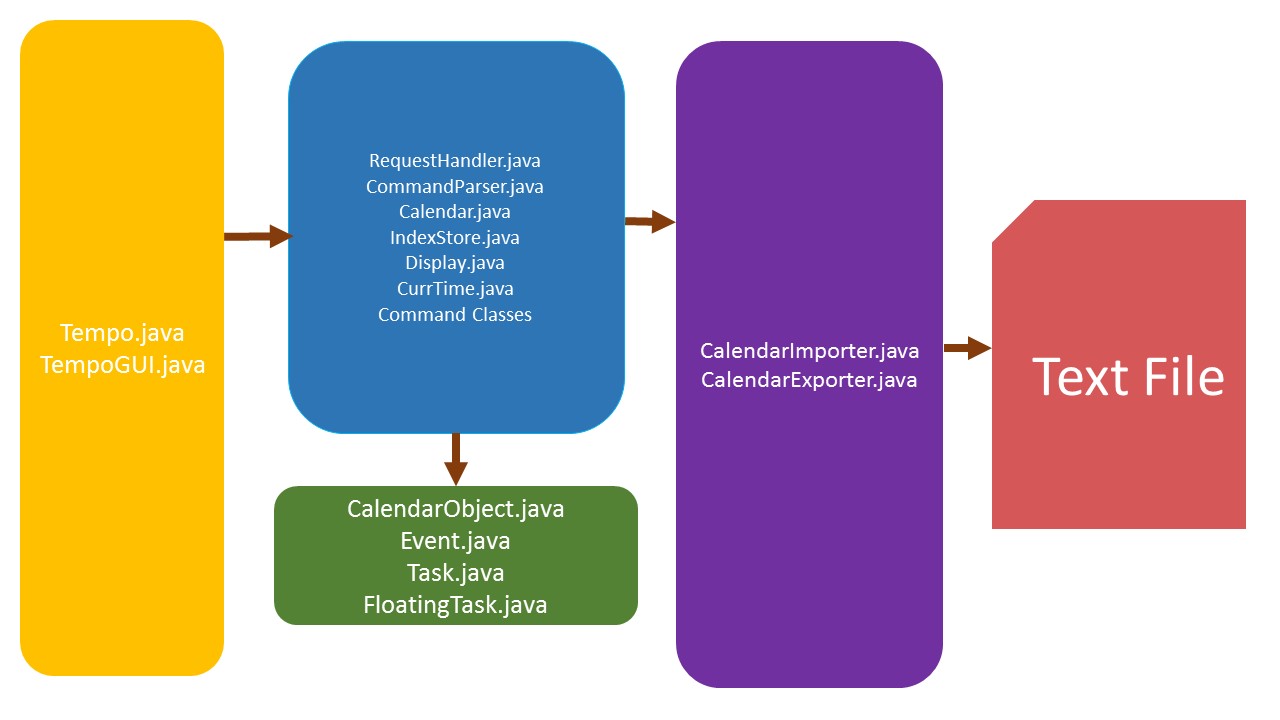 Tempo.java
TempoGUI.java
RequestHandler.java
CommandParser.java
Calendar.java
IndexStore.java
Display.java
CurrTime.java
Command Classes
CalendarObject.java
Event.java
Task.java
FloatingTask.java
CalendarImporter.java
CalendarExporter.java
Text File